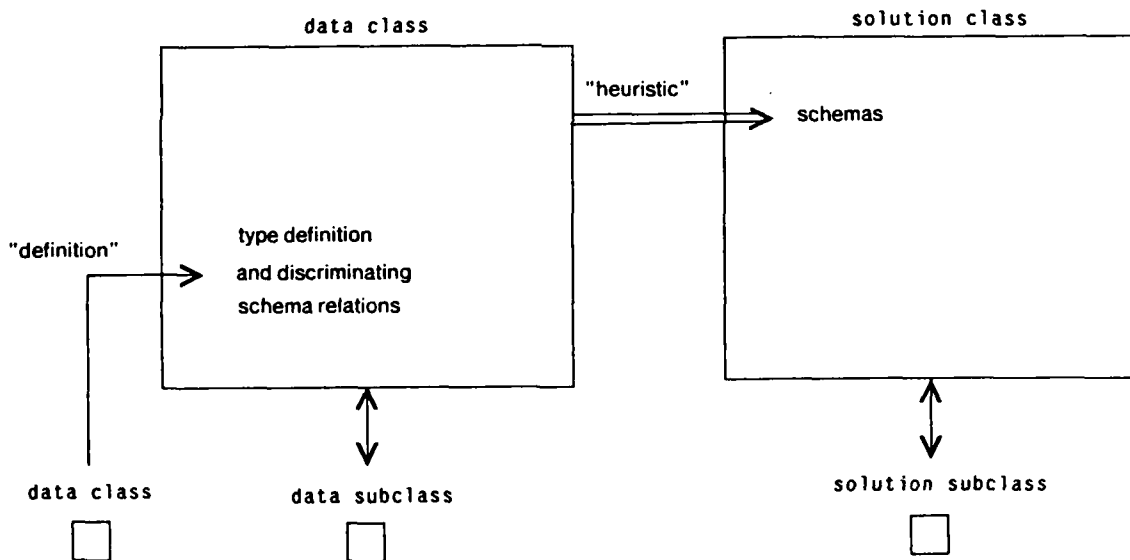 data class
solution class
"heuristic"
schemas
"definition"
type definition
and discriminating
schema relations
data class
data subclass
solution subclass